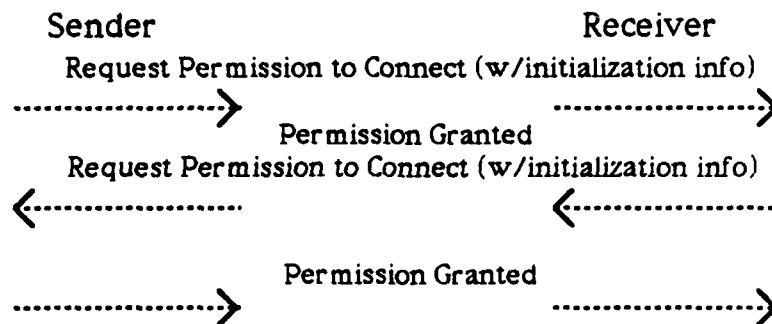 Sender Receiver
Request Permission to Connect (w/initialization info)
Permission Granted
Request Permission to Connect (w/initialization info)
Permission Granted